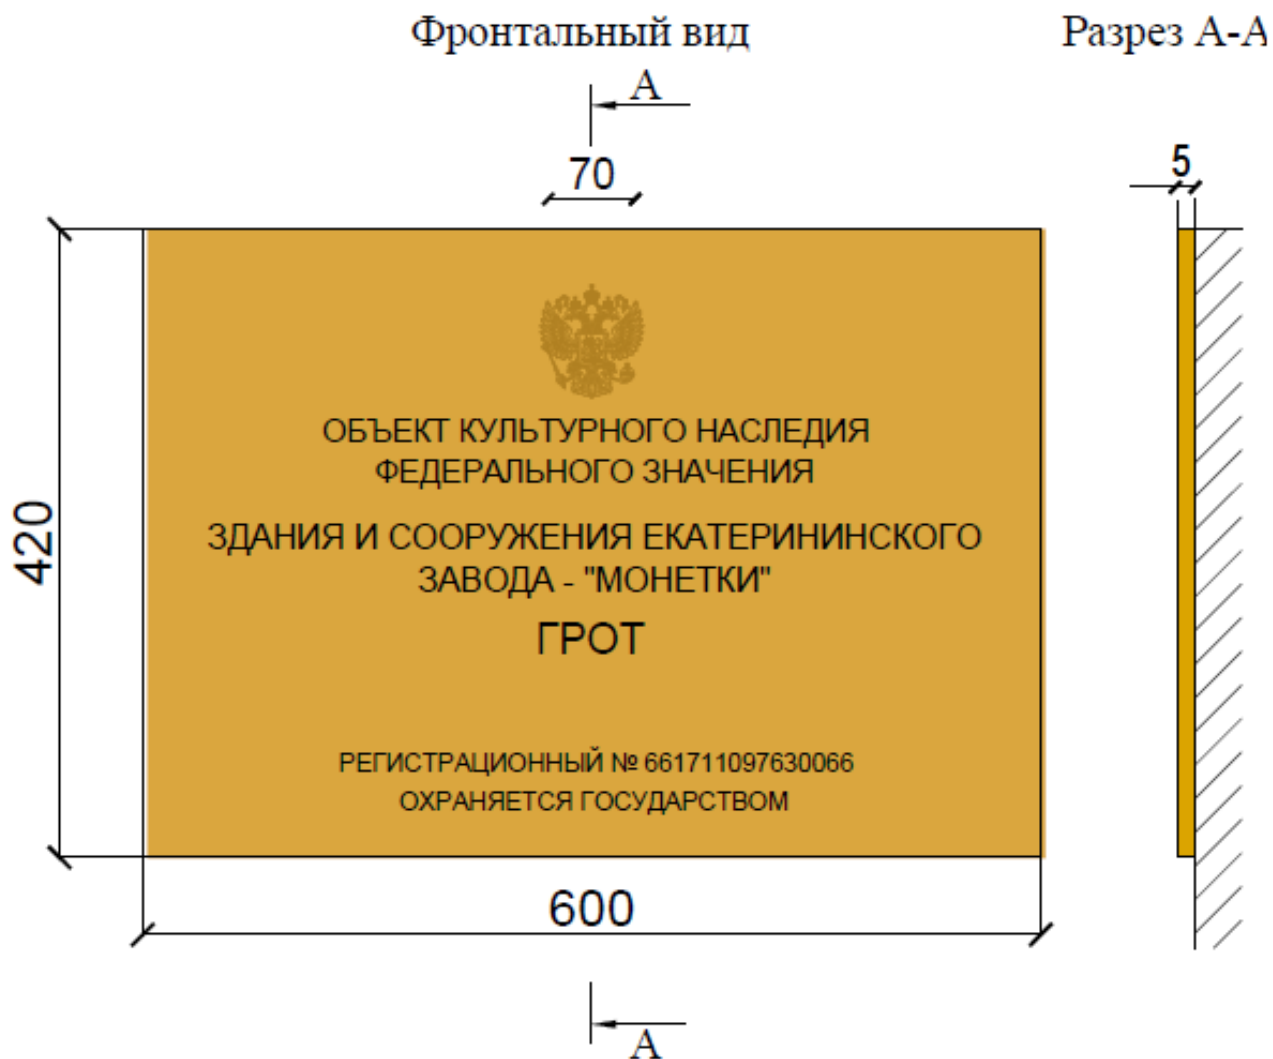 Фронтальный вид
Разрез А-А
А
70
5
420
ОБЪЕКТ КУЛЬТУРНОГО НАСЛЕДИЯ
ФЕДЕРАЛЬНОГО ЗНАЧЕНИЯ
ЗДАНИЯ И СООРУЖЕНИЯ ЕКАТЕРИНИНСКОГО
ЗАВОДА - "МОНЕТКИ"
ГРОТ
РЕГИСТРАЦИОННЫЙ № 661711097630066
ОХРАНЯЕТСЯ ГОСУДАРСТВОМ
600
А